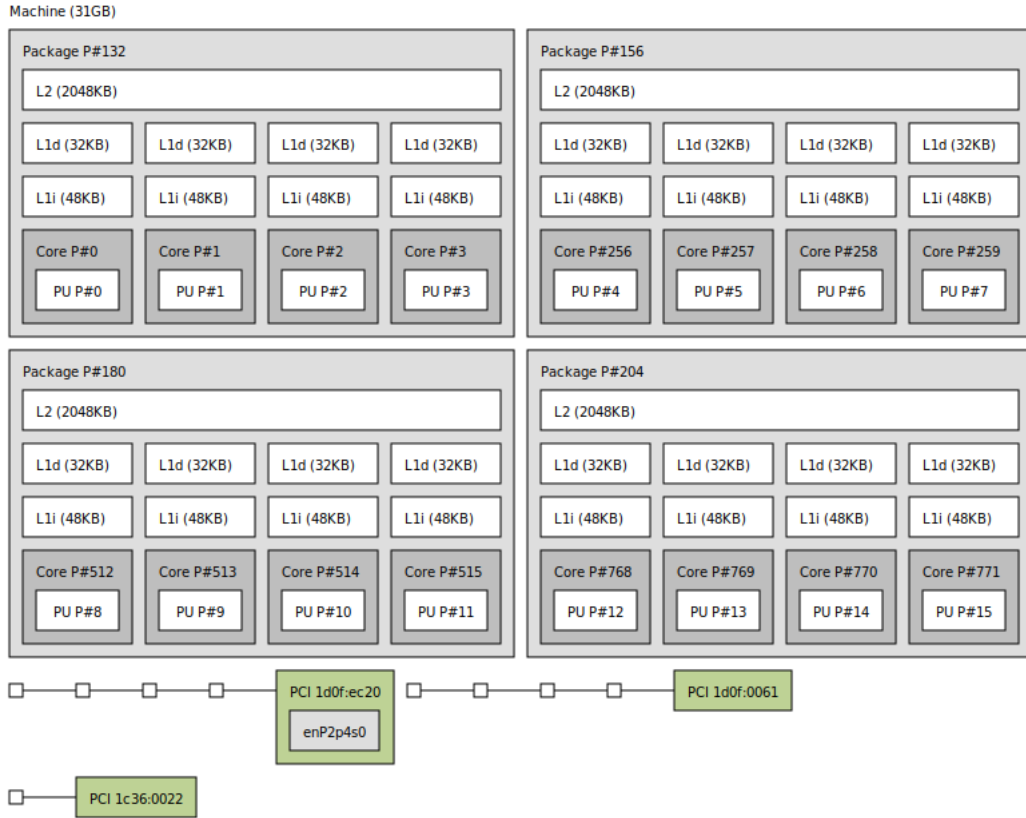 Machine (31GB)
Package P#132
L2 (2048KB)
L1d (32KB) L1d (32KB) L1d (32KB) L1d (32KB)
L1i (48KB) L1i (48KB) L1i (48KB) L1i (48KB)
Core P#0 Core P#1 Core P#2 Core P#3
PU P#0 PU P#1 PU P#2 PU P#3
Package P#156
L2 (2048KB)
L1d (32KB) L1d (32KB) L1d (32KB) L1d (32KB)
L1i (48KB) L1i (48KB) L1i (48KB) L1i (48KB)
Core P#256 Core P#257 Core P#258 Core P#259
PU P#4 PU P#5 PU P#6 PU P#7
Package P#180
L2 (2048KB)
L1d (32KB) L1d (32KB) L1d (32KB) L1d (32KB)
L1i (48KB) L1i (48KB) L1i (48KB) L1i (48KB)
Core P#512 Core P#513 Core P#514 Core P#515
PU P#8 PU P#9 PU P#10 PU P#11
Package P#204
L2 (2048KB)
L1d (32KB) L1d (32KB) L1d (32KB) L1d (32KB)
L1i (48KB) L1i (48KB) L1i (48KB) L1i (48KB)
Core P#768 Core P#769 Core P#770 Core P#771
PU P#12 PU P#13 PU P#14 PU P#15
PCI 1d0f:ec20
enP2p4s0
PCI 1d0f:0061
PCI 1c36:0022